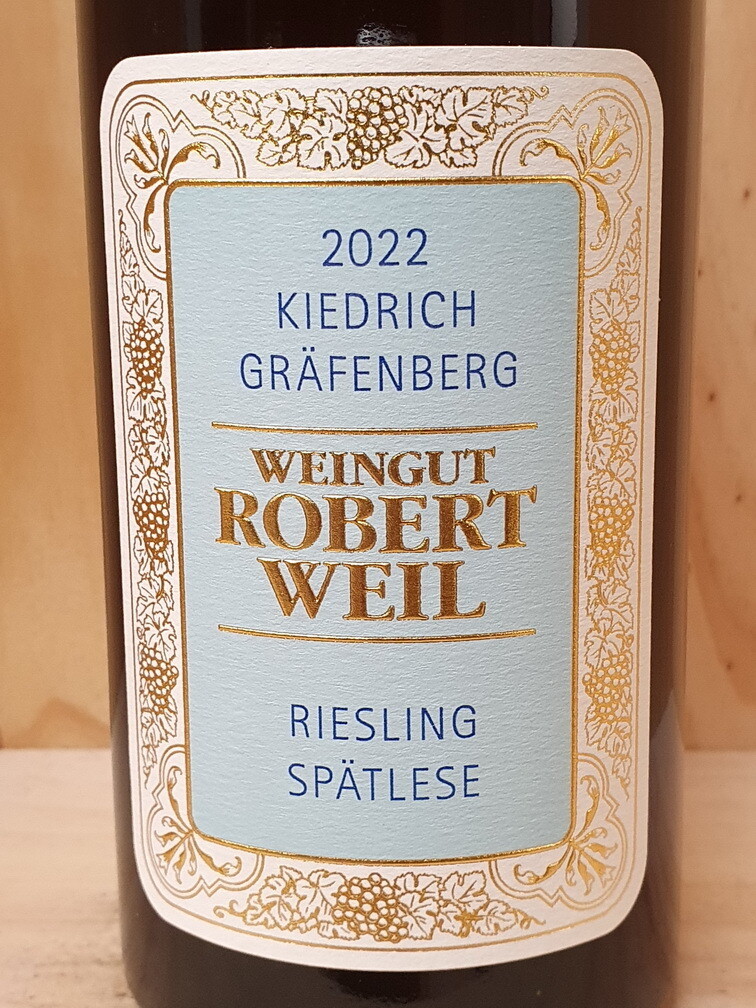 2022
KIEDRICH
GRÄFENBERG
WEINGUT
ROBERT
WEIL
RIESLING
SPÄTLESE